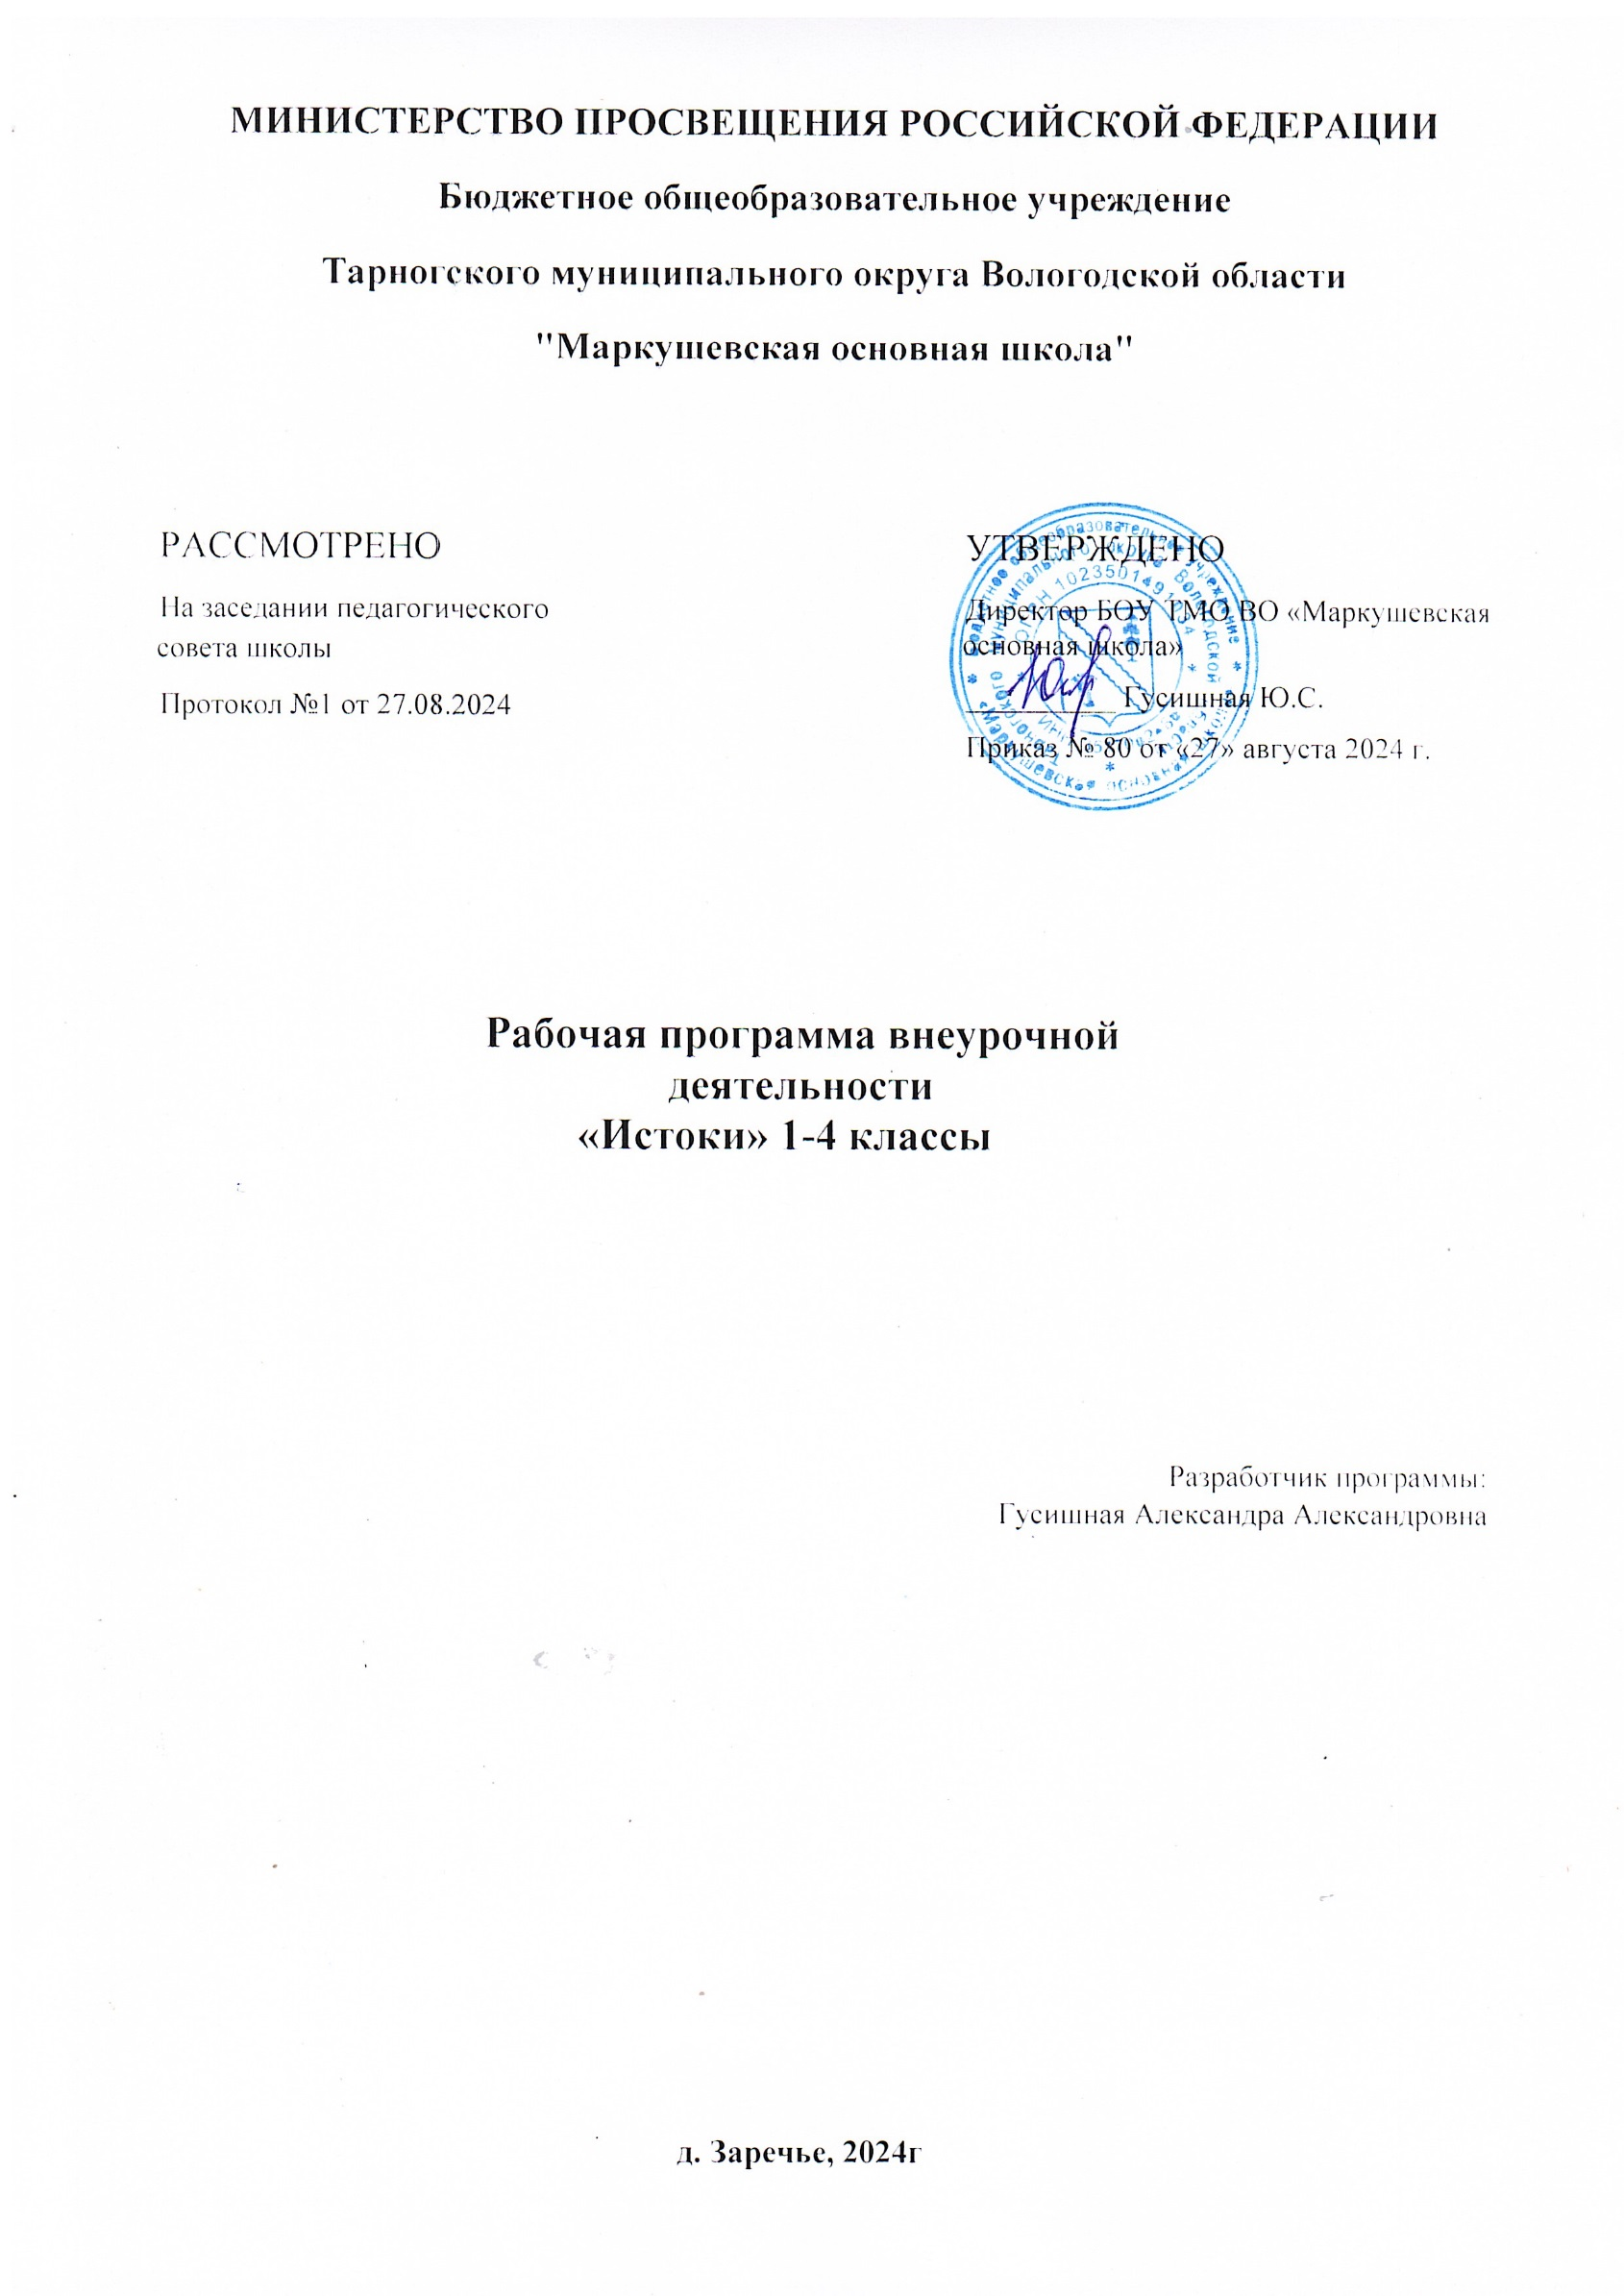 МИНИСТЕРСТВО ПРОСВЕЩЕНИЯ РОССИЙСКОЙ ФЕДЕРАЦИИ
Бюджетное общеобразовательное учреждение
Тарногского муниципального округа Вологодской области
"Маркушевская основная школа"
РАССМОТРЕНО
На заседании педагогического
совета школы
Протокол №1 от 27.08.2024
УТВЕРЖДЕНО
Директор БОУ ТМО ВО «Маркушевская
основная школа»
Гусишная Ю.С.
Приказ № 80 от «27» августа 2024 г.
Рабочая программа внеурочной
деятельности
«Истоки» 1-4 классы
Разработчик программы:
Гусишная Александра Александровна
д. Заречье, 2024г